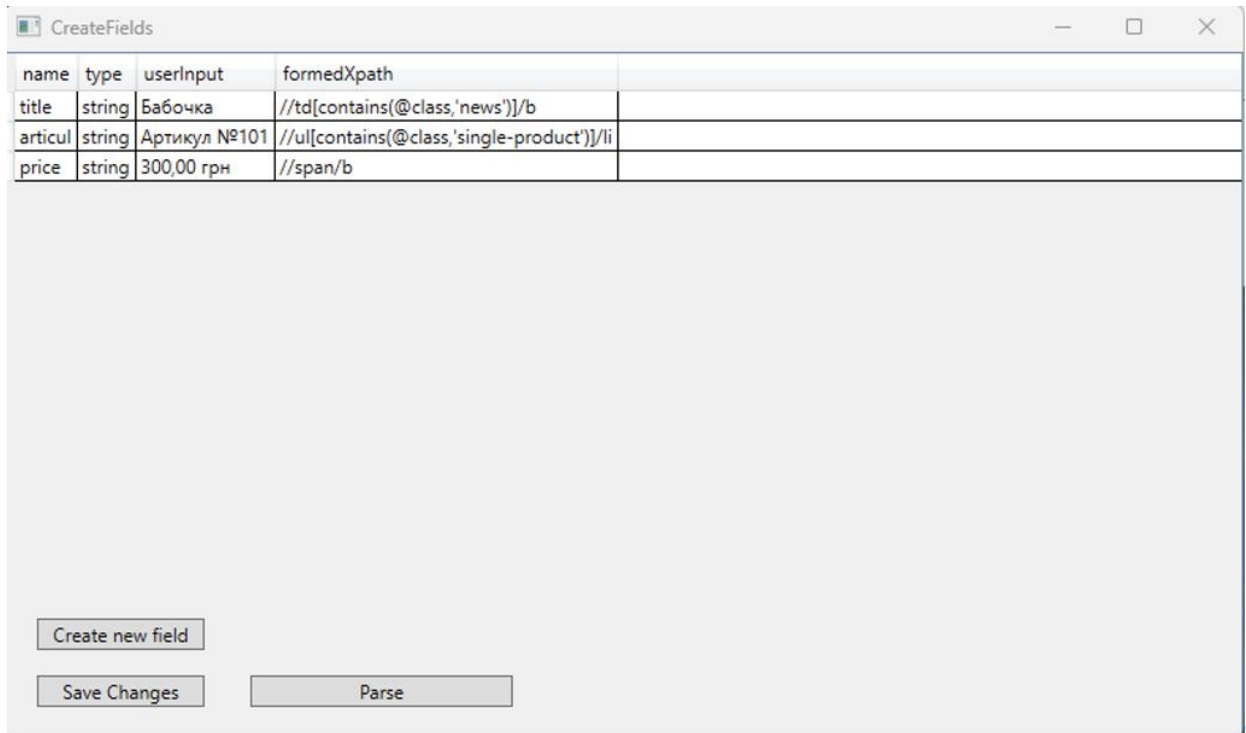 CreateFields
name type userInput formedXpath
title string Бабочка //td[contains(@class,'news')]/b
articul string Артикул №101 //ul[contains(@class,'single-product')]/li
price string 300,00 грн //span/b
Create new field
Save Changes Parse